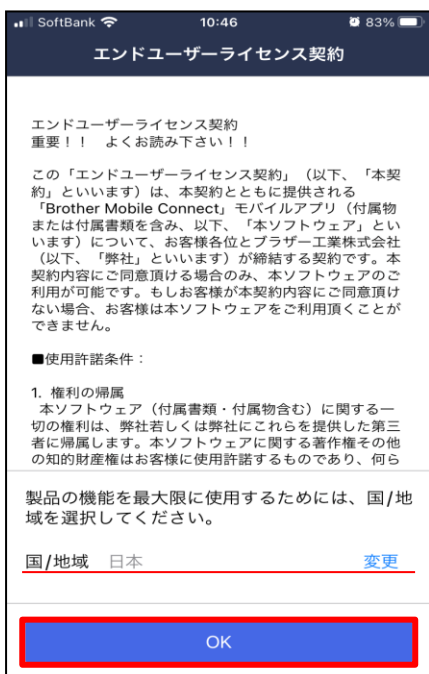 SoftBank 10:46 83%
エンドユーザーライセンス契約
エンドユーザーライセンス契約
重要！！　よくお読み下さい！！
この「エンドユーザーライセンス契約」（以下、「本契
約」といいます）は、本契約とともに提供される
「Brother Mobile Connect」モバイルアプリ（付属物
または付属書類を含み、以下、「本ソフトウェア」とい
います）について、お客様各位とブラザー工業株式会社
（以下、「弊社」といいます）が締結する契約です。本
契約内容にご同意頂ける場合のみ、本ソフトウェアのご
利用が可能です。もしお客様が本契約内容にご同意頂け
ない場合、お客様は本ソフトウェアをご利用頂くことが
できません。
■使用許諾条件：
1. 権利の帰属
本ソフトウェア（付属書類・付属物含む）に関する一
切の権利は、弊社若しくは弊社にこれらを提供した第三
者に帰属します。本ソフトウェアに関する著作権その他
の知的財産権はお客様に使用許諾するものであり、何ら
製品の機能を最大限に使用するためには、国/地
域を選択してください。
国/地域 日本 変更
OK